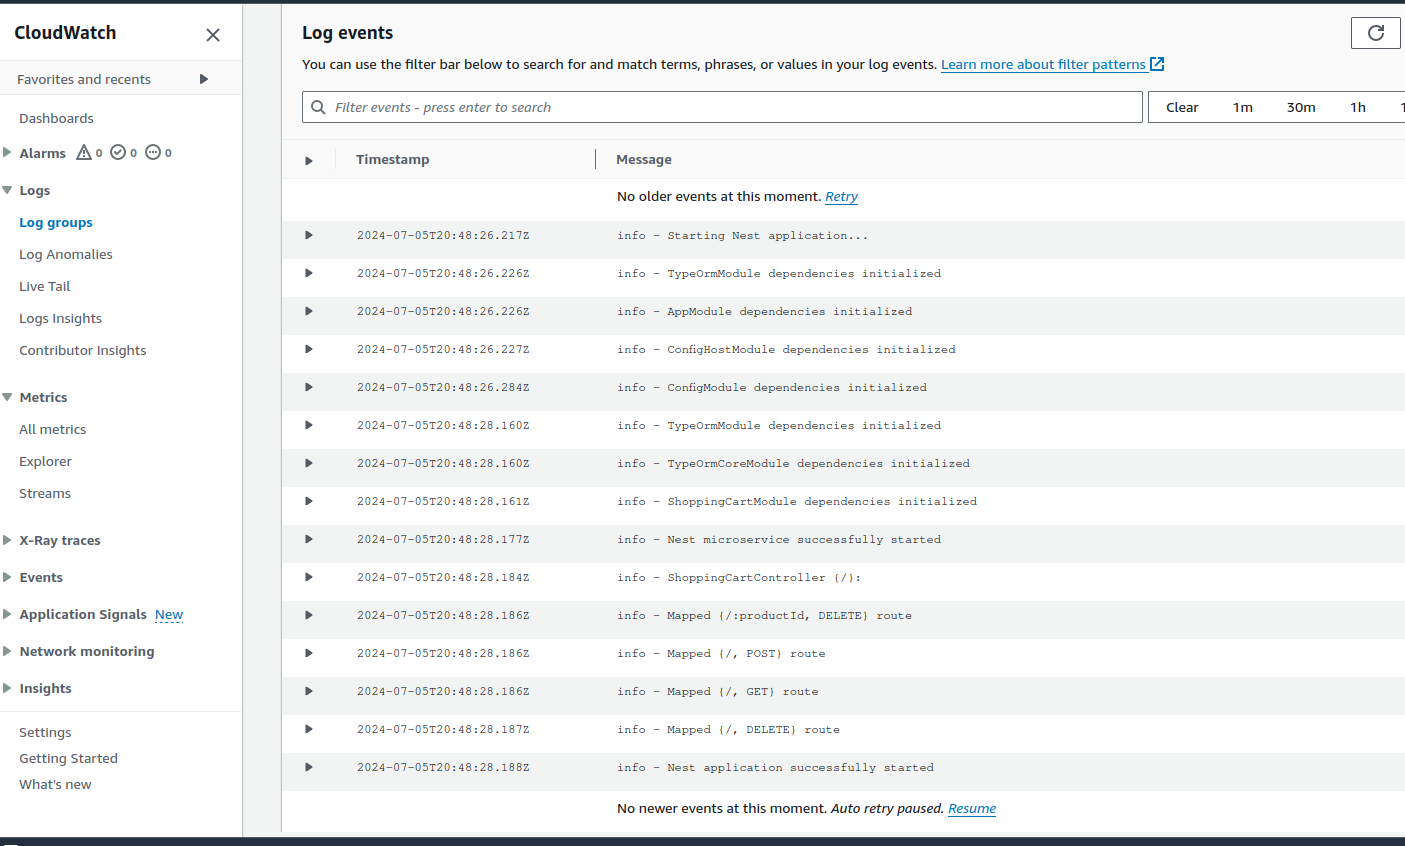 CloudWatch
Favorites and recents
Dashboards
Alarms 0 0 0
Logs
Log groups
Log Anomalies
Live Tail
Logs Insights
Contributor Insights
Metrics
All metrics
Explorer
Streams
X-Ray traces
Events
Application Signals New
Network monitoring
Insights
Settings
Getting Started
What's new
Log events
You can use the filter bar below to search for and match terms, phrases, or values in your log events. Learn more about filter patterns
Filter events - press enter to search
Clear 1m 30m 1h
Timestamp Message
No older events at this moment. Retry
2024-07-05T20:48:26.217Z info - Starting Nest application...
2024-07-05T20:48:26.226Z info - TypeOrmModule dependencies initialized
2024-07-05T20:48:26.226Z info - AppModule dependencies initialized
2024-07-05T20:48:26.227Z info - ConfigHostModule dependencies initialized
2024-07-05T20:48:26.284Z info - ConfigModule dependencies initialized
2024-07-05T20:48:28.160Z info - TypeOrmModule dependencies initialized
2024-07-05T20:48:28.160Z info - TypeOrmCoreModule dependencies initialized
2024-07-05T20:48:28.161Z info - ShoppingCartModule dependencies initialized
2024-07-05T20:48:28.177Z info - Nest microservice successfully started
2024-07-05T20:48:28.184Z info - ShoppingCartController {/}:
2024-07-05T20:48:28.186Z info - Mapped {/:productId, DELETE} route
2024-07-05T20:48:28.186Z info - Mapped {/, POST} route
2024-07-05T20:48:28.186Z info - Mapped {/, GET} route
2024-07-05T20:48:28.187Z info - Mapped {/, DELETE} route
2024-07-05T20:48:28.188Z info - Nest application successfully started
No newer events at this moment. Auto retry paused. Resume